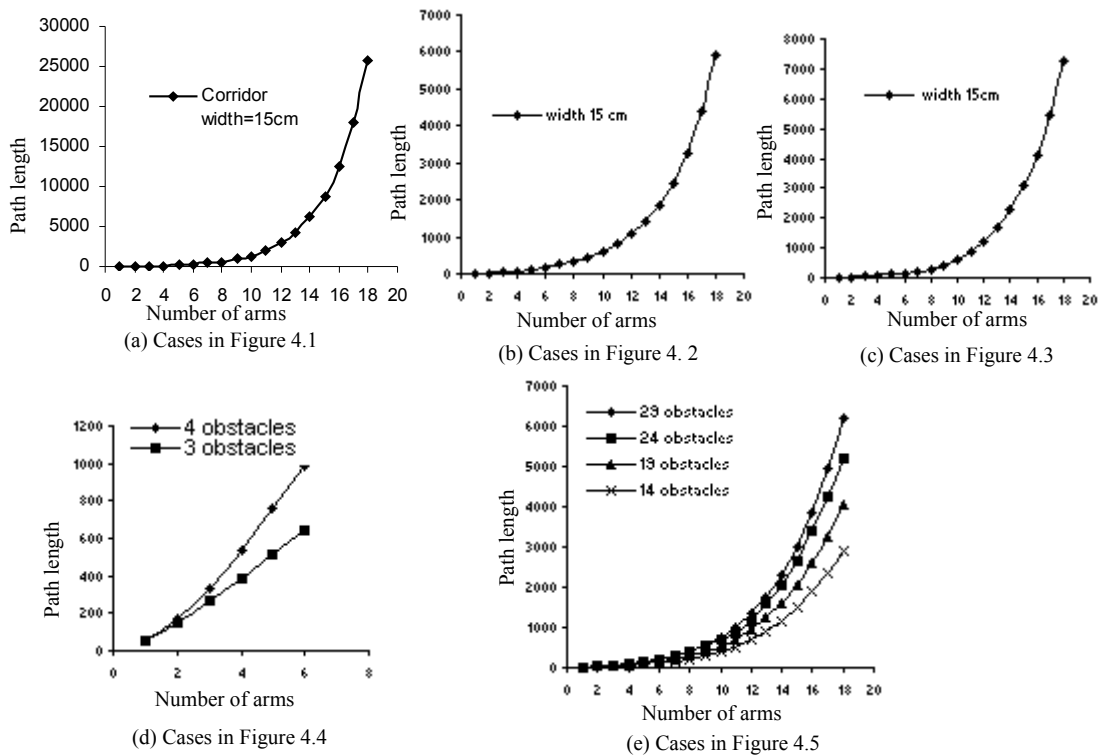 30000
25000
20000
15000
10000
5000
0
Path length
Corridor
width=15cm
0 2 4 6 8 10 12 14 16 18 20
Number of arms
(a) Cases in Figure 4.1
7000
6000
5000
4000
3000
2000
1000
0
Path length
width 15 cm
0 2 4 6 8 10 12 14 16 18 20
Number of arms
(b) Cases in Figure 4. 2
8000
7000
6000
5000
4000
3000
2000
1000
0
Path length
width 15cm
0 2 4 6 8 10 12 14 16 18 20
Number of arms
(c) Cases in Figure 4.3
1200
1000
800
600
400
200
0
Path length
4 obstacles
3 obstacles
0 2 4 6 8
Number of arms
(d) Cases in Figure 4.4
7000
6000
5000
4000
3000
2000
1000
0
Path length
29 obstacles
24 obstacles
19 obstacles
14 obstacles
0 2 4 6 8 10 12 14 16 18 20
Number of arms
(e) Cases in Figure 4.5